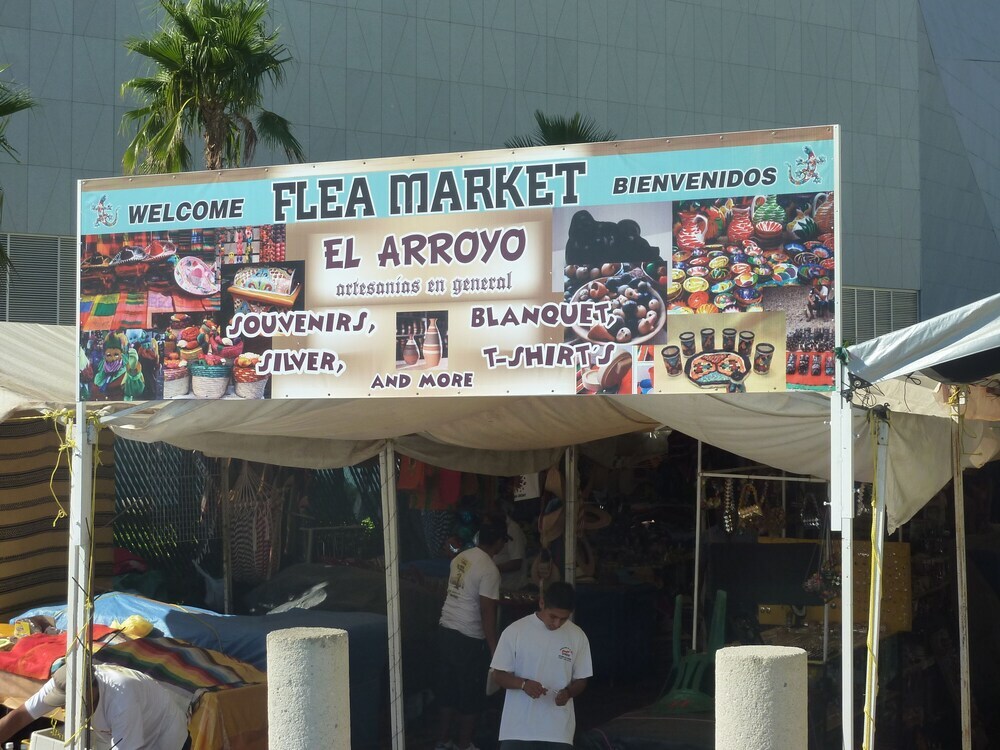 WELCOME FLEA MARKET BIENVENIDOS
EL ARROYO
artesanías en general
SOUVENIRS, BLANQUET,
SILVER, T-SHIRT'S
AND MORE